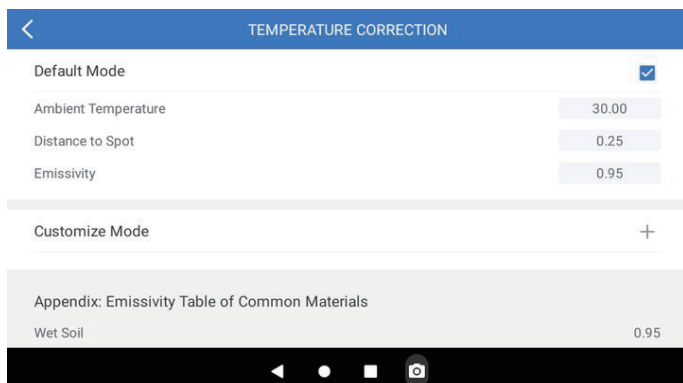 TEMPERATURE CORRECTION
Default Mode
Ambient Temperature 30.00
Distance to Spot 0.25
Emissivity 0.95
Customize Mode
Appendix: Emissivity Table of Common Materials
Wet Soil 0.95